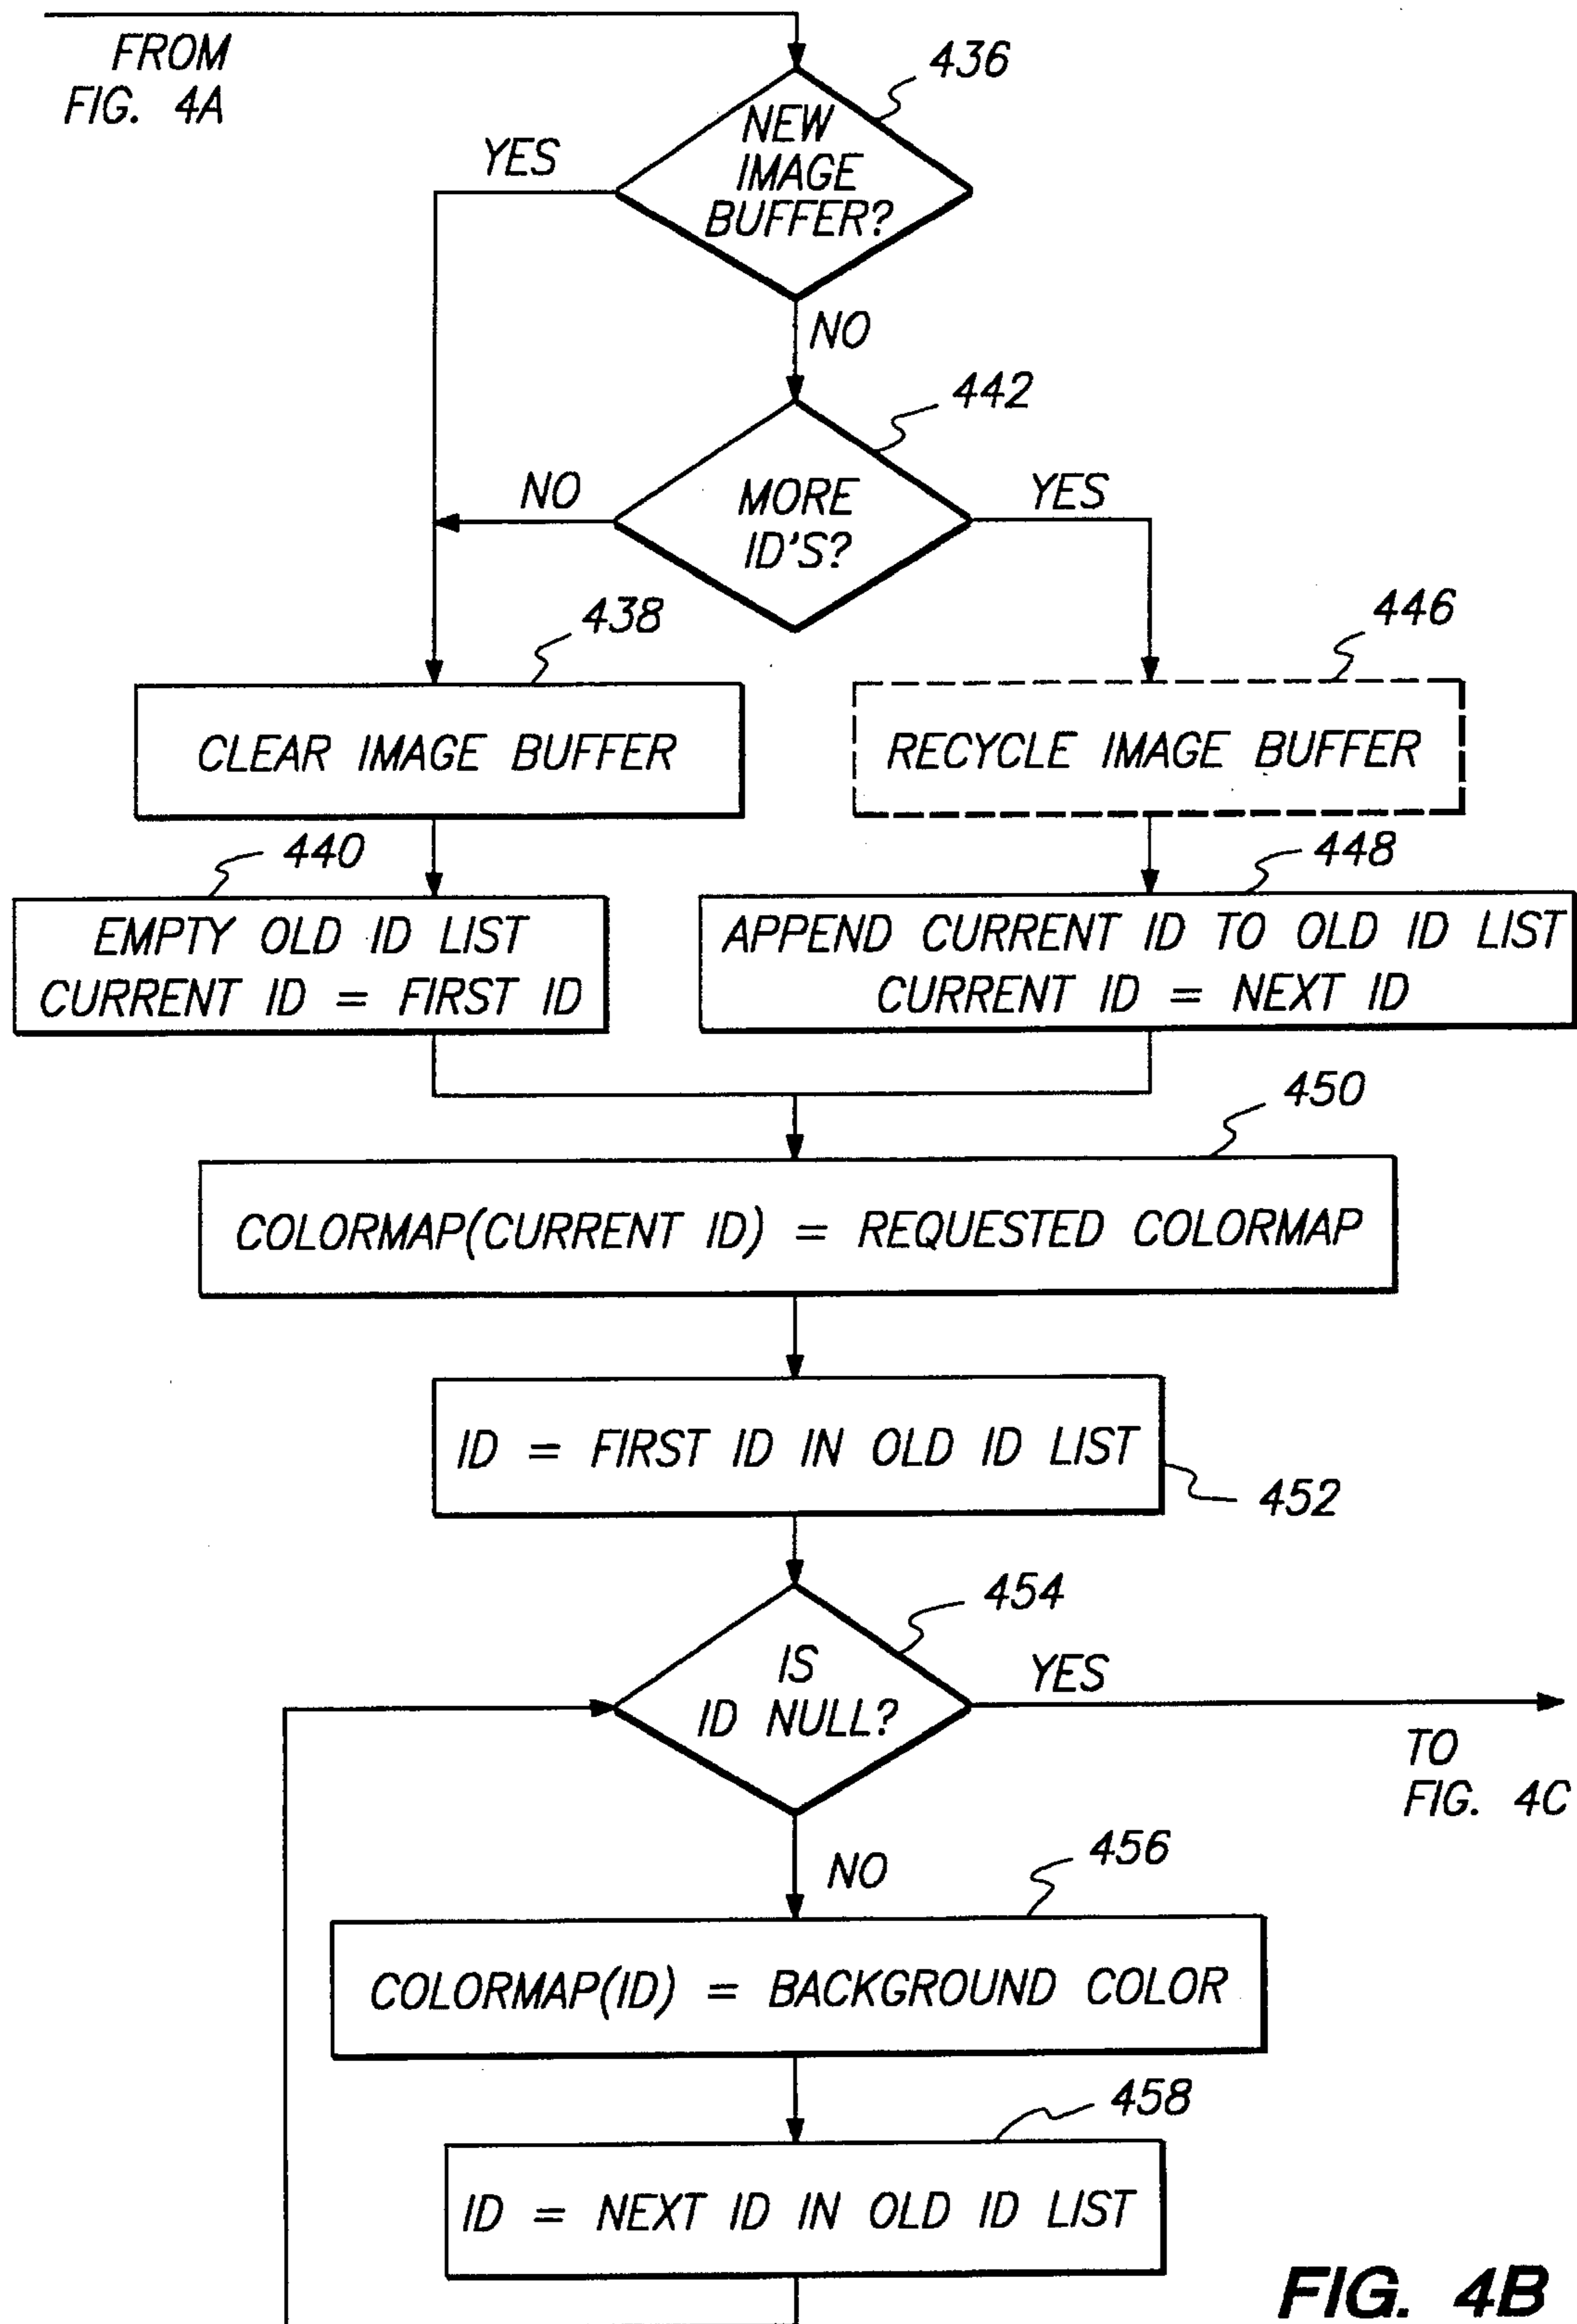 FROM
FIG. 4A
436
NEW
IMAGE
BUFFER?
YES
NO
442
MORE
ID'S?
NO
YES
438
446
CLEAR IMAGE BUFFER
RECYCLE IMAGE BUFFER
440
448
EMPTY OLD ID LIST
CURRENT ID = FIRST ID
APPEND CURRENT ID TO OLD ID LIST
CURRENT ID = NEXT ID
450
COLORMAP(CURRENT ID) = REQUESTED COLORMAP
ID = FIRST ID IN OLD ID LIST
452
454
IS
ID NULL?
YES
TO
FIG. 4C
NO
456
COLORMAP(ID) = BACKGROUND COLOR
458
ID = NEXT ID IN OLD ID LIST
FIG. 4B